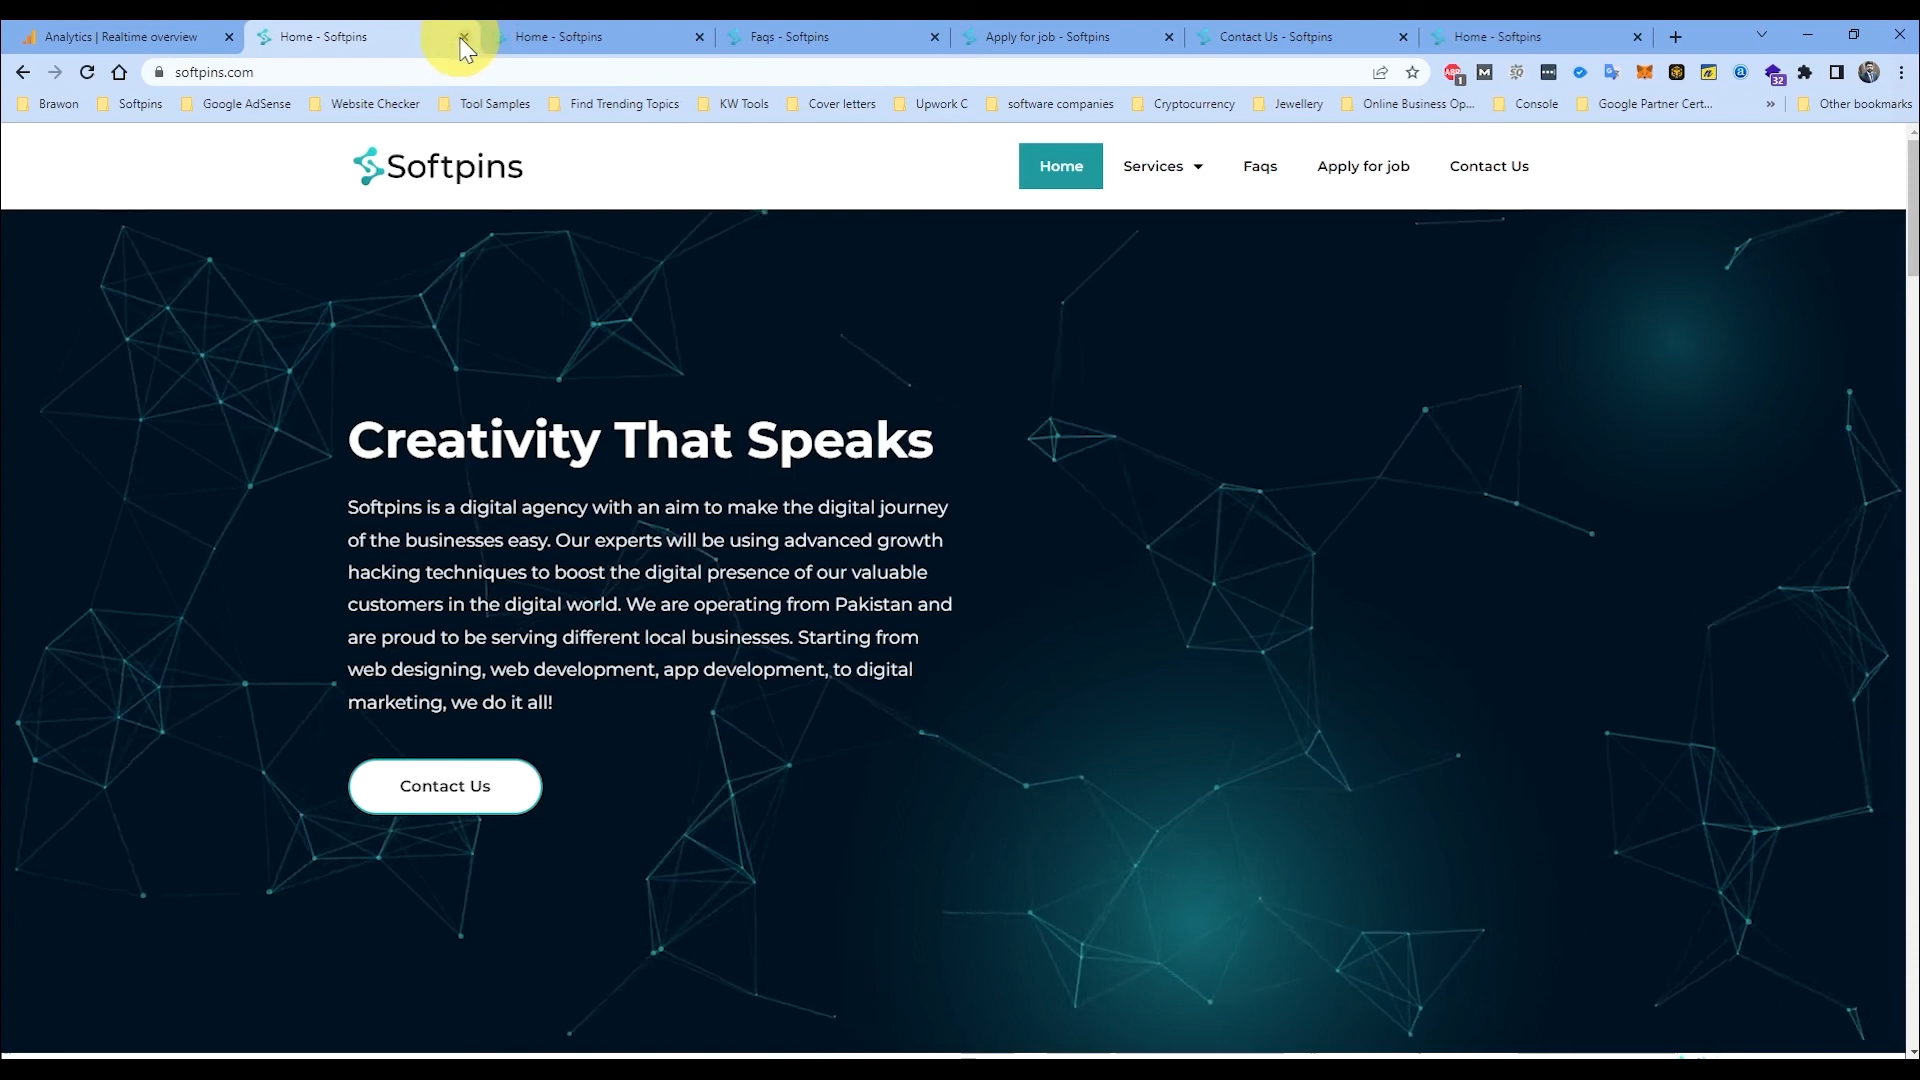 Analytics | Realtime overview
Home - Softpins
Home - Softpins
Faqs - Softpins
Apply for job - Softpins
Contact Us - Softpins
Home - Softpins
softpins.com
1
32
Brawon
Softpins
Google AdSense
Website Checker
Tool Samples
Find Trending Topics
KW Tools
Cover letters
Upwork C
software companies
Cryptocurrency
Jewellery
Online Business Op...
Console
Google Partner Cert...
»
Other bookmarks
Softpins
Home
Services
Faqs
Apply for job
Contact Us
Creativity That Speaks
Softpins is a digital agency with an aim to make the digital journey
of the businesses easy. Our experts will be using advanced growth
hacking techniques to boost the digital presence of our valuable
customers in the digital world. We are operating from Pakistan and
are proud to be serving different local businesses. Starting from
web designing, web development, app development, to digital
marketing, we do it all!
Contact Us